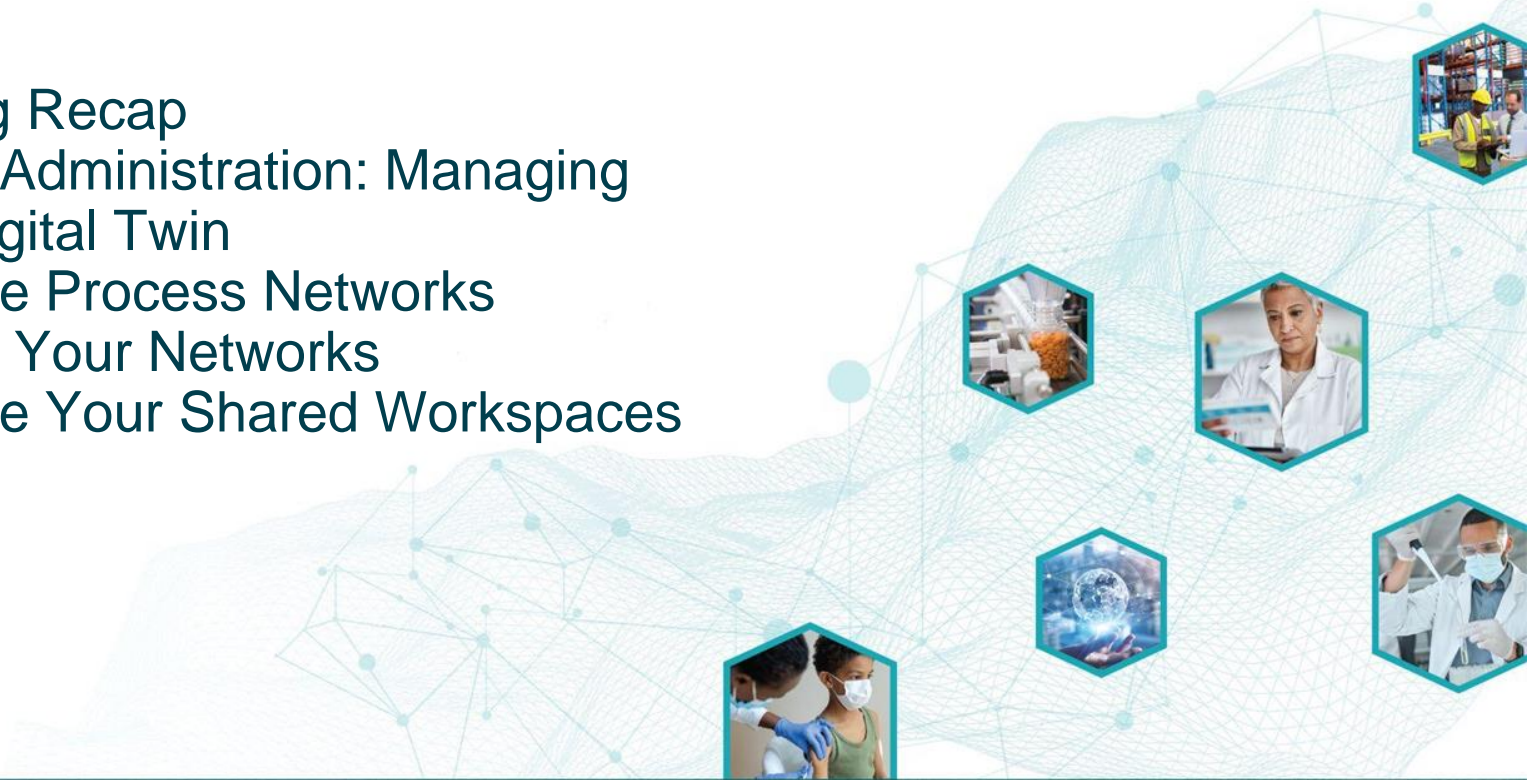 g Recap
Administration: Managing
gital Twin
e Process Networks
Your Networks
e Your Shared Workspaces